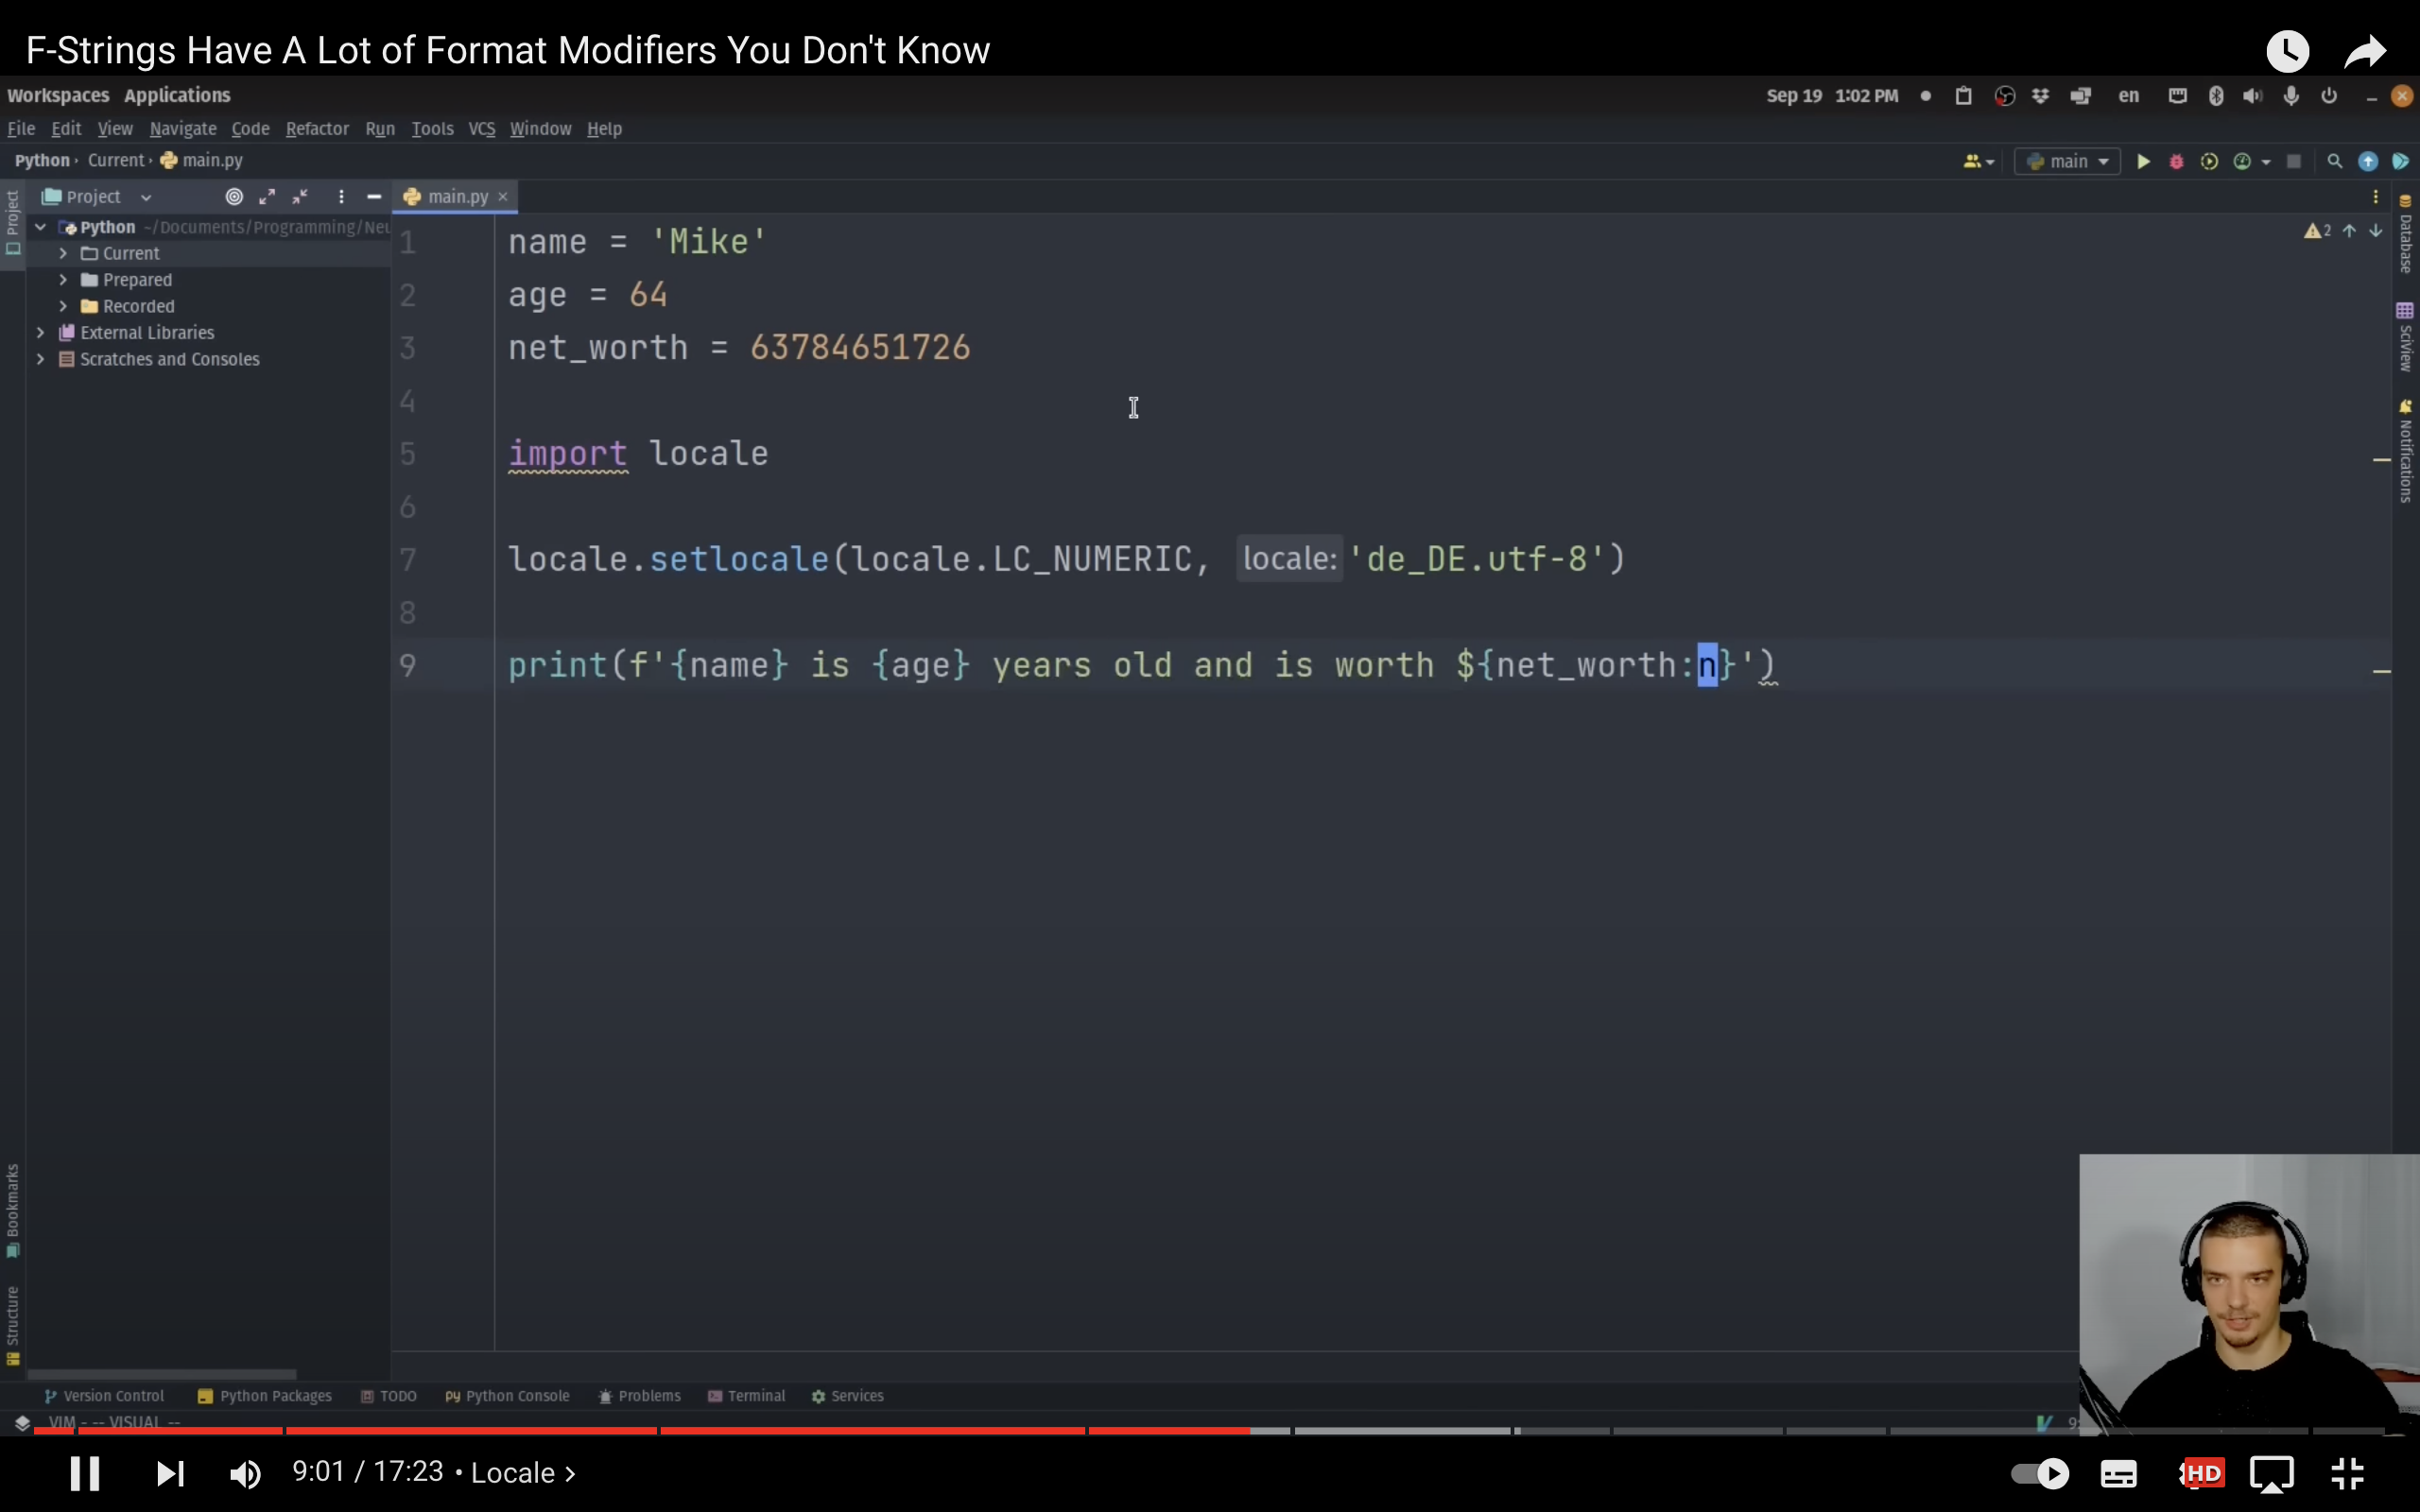 F-Strings Have A Lot of Format Modifiers You Don't Know
Workspaces Applications
Sep 19 1:02 PM en
File Edit View Navigate Code Refactor Run Tools VCS Window Help
Python Current main.py
main
Project
main.py
Python ~/Documents/Programming/Neu
Current
Prepared
Recorded
External Libraries
Scratches and Consoles
Project
Bookmarks
Structure
1 name = 'Mike'
2 age = 64
3 net_worth = 63784651726
4
5 import locale
6
7 locale.setlocale(locale.LC_NUMERIC, locale: 'de_DE.utf-8')
8
9 print(f'{name} is {age} years old and is worth ${net_worth:n}')
2
Database
SciView
Notifications
Version Control Python Packages TODO Python Console Problems Terminal Services
VIM - -- VISUAL --
9:01 / 17:23 • Locale
HD